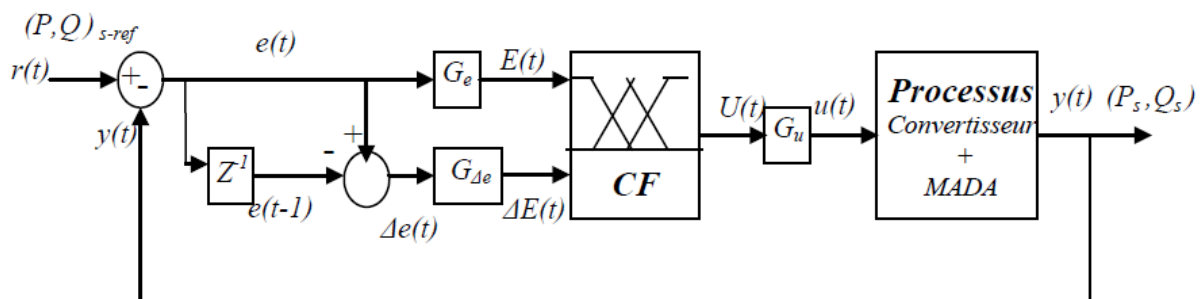 (P,Q) s-ref
r(t)
+
-
y(t)
e(t)
Z-1
e(t-1)
+
-
Δe(t)
Ge
E(t)
GΔe
ΔE(t)
CF
U(t)
Gu
u(t)
Processus
Convertisseur
+
MADA
y(t) (Ps,Qs)